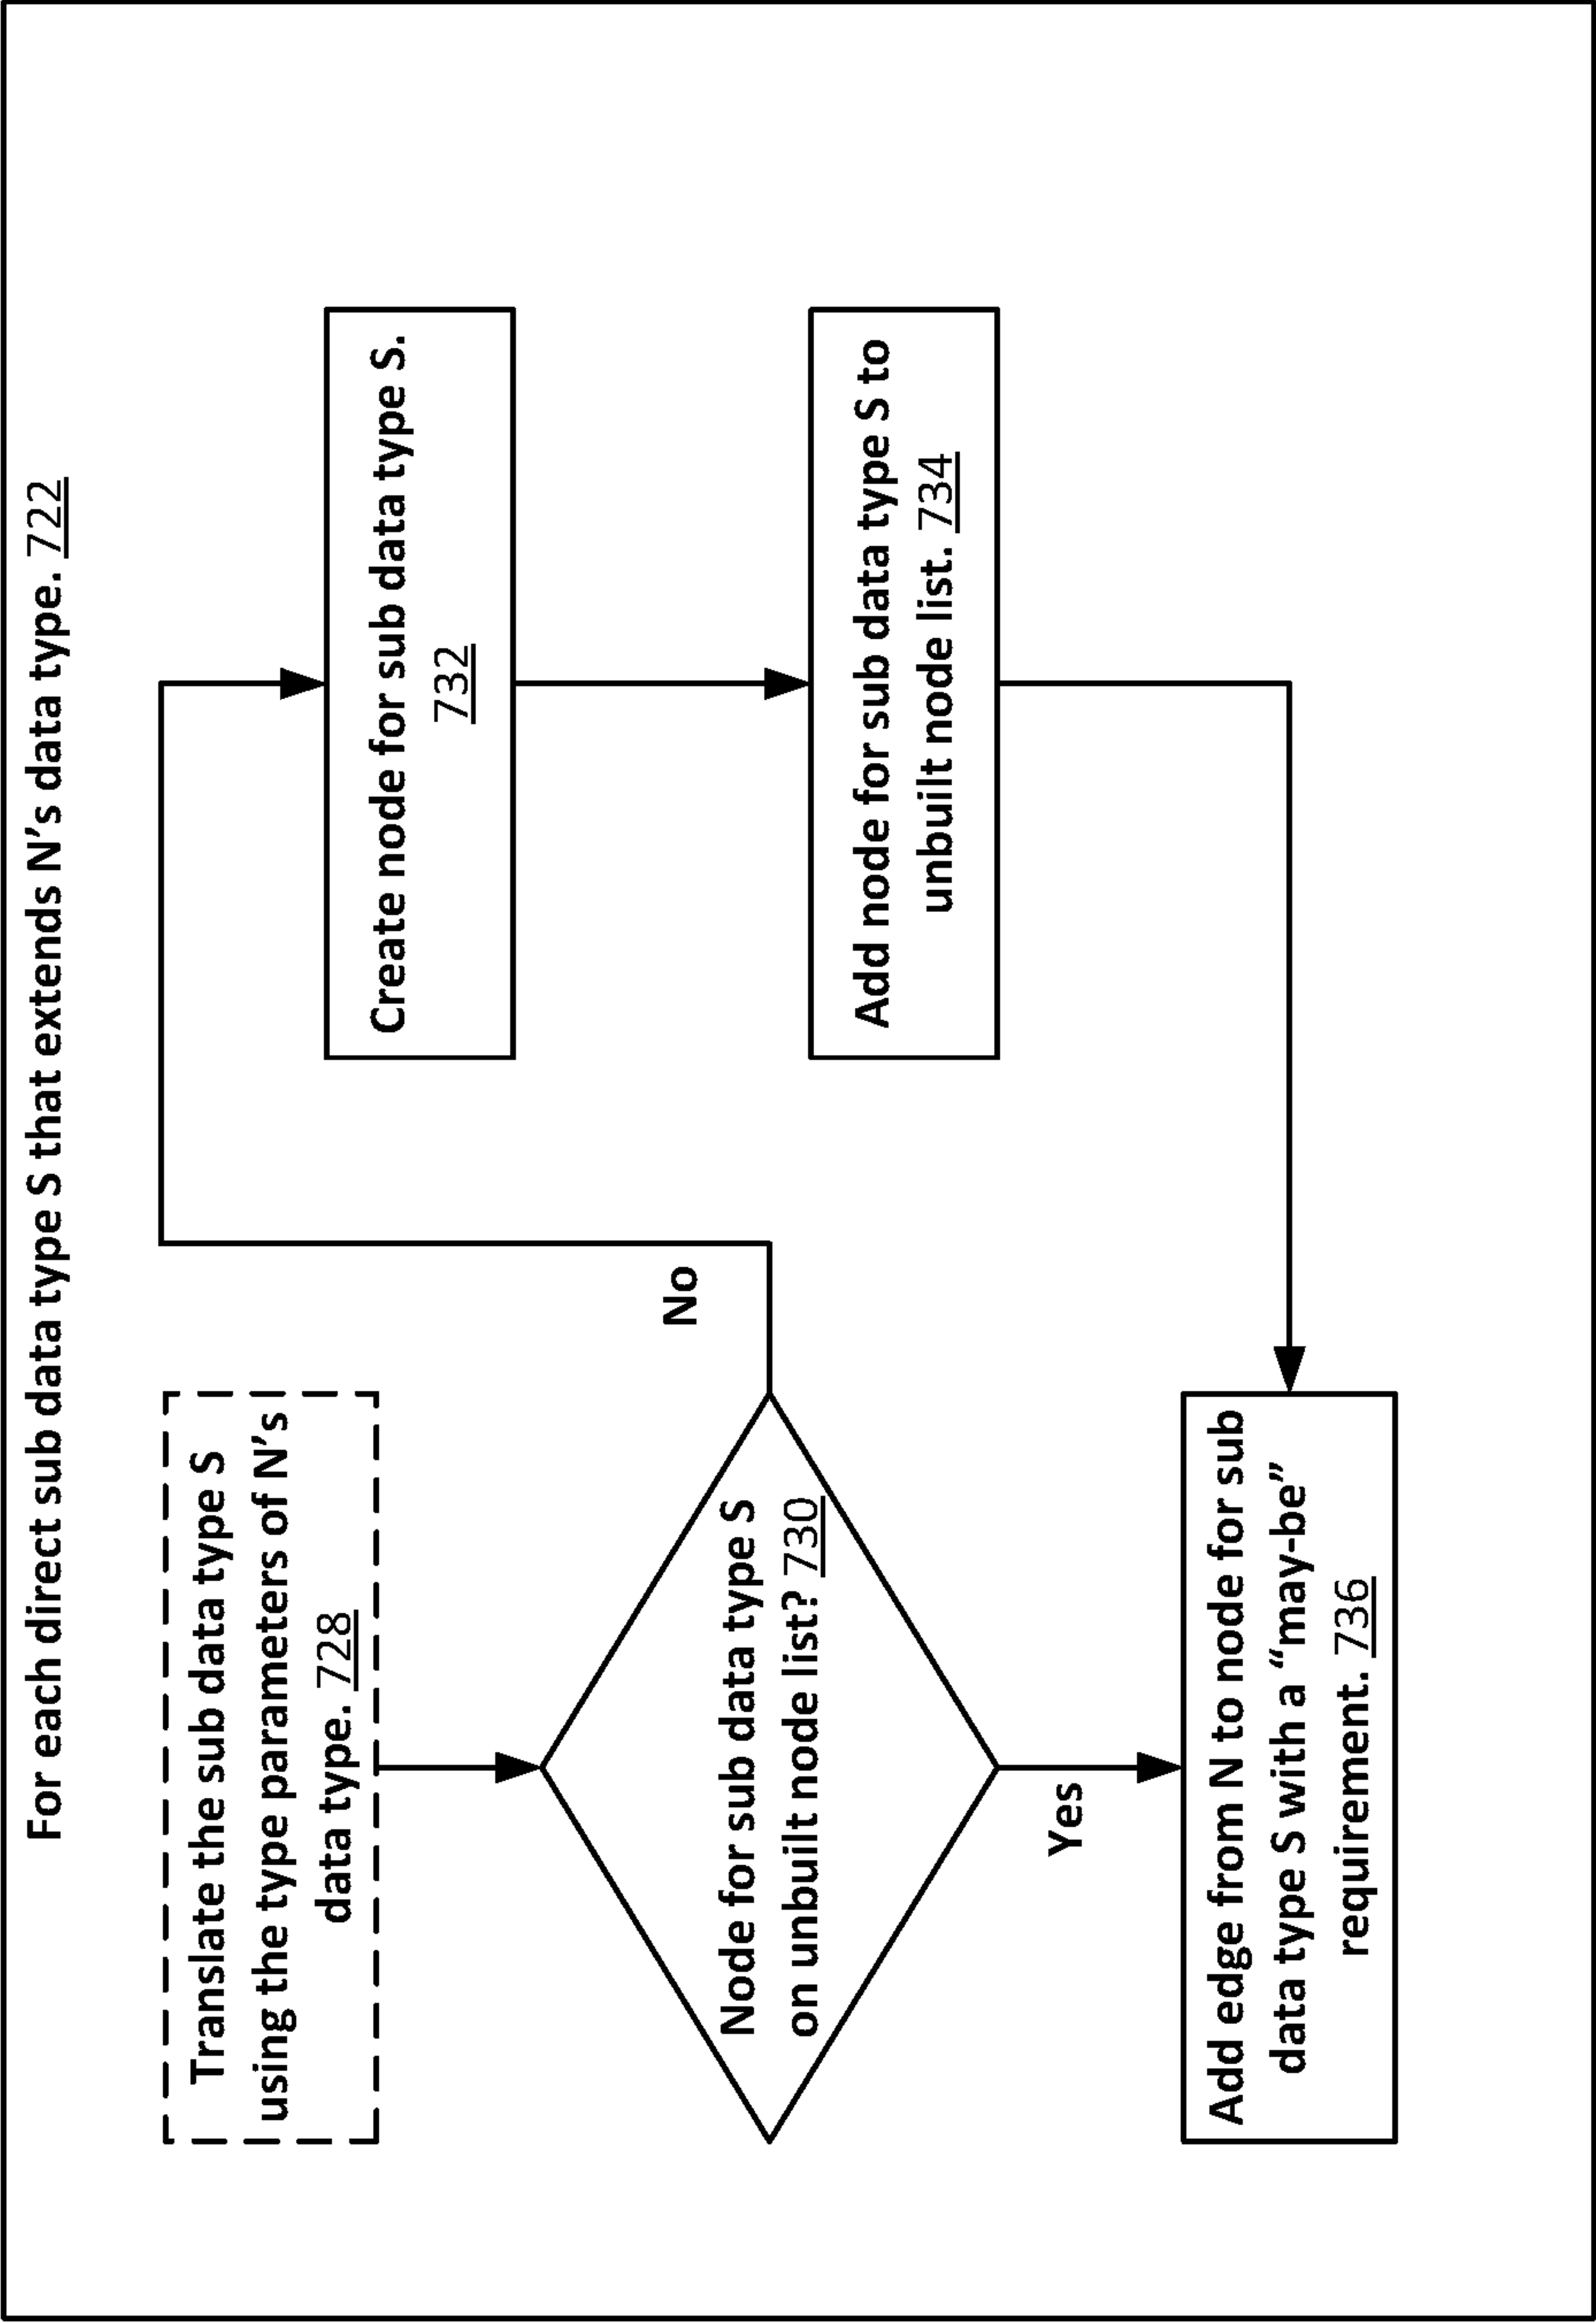 For each direct sub data type S that extends N’s data type. 722
Translate the sub data type S
using the type parameters of N’s
data type. 728
Node for sub data type S
on unbuilt node list? 730
No
Yes
Create node for sub data type S.
732
Add node for sub data type S to
unbuilt node list. 734
Add edge from N to node for sub
data type S with a “may-be”
requirement. 736